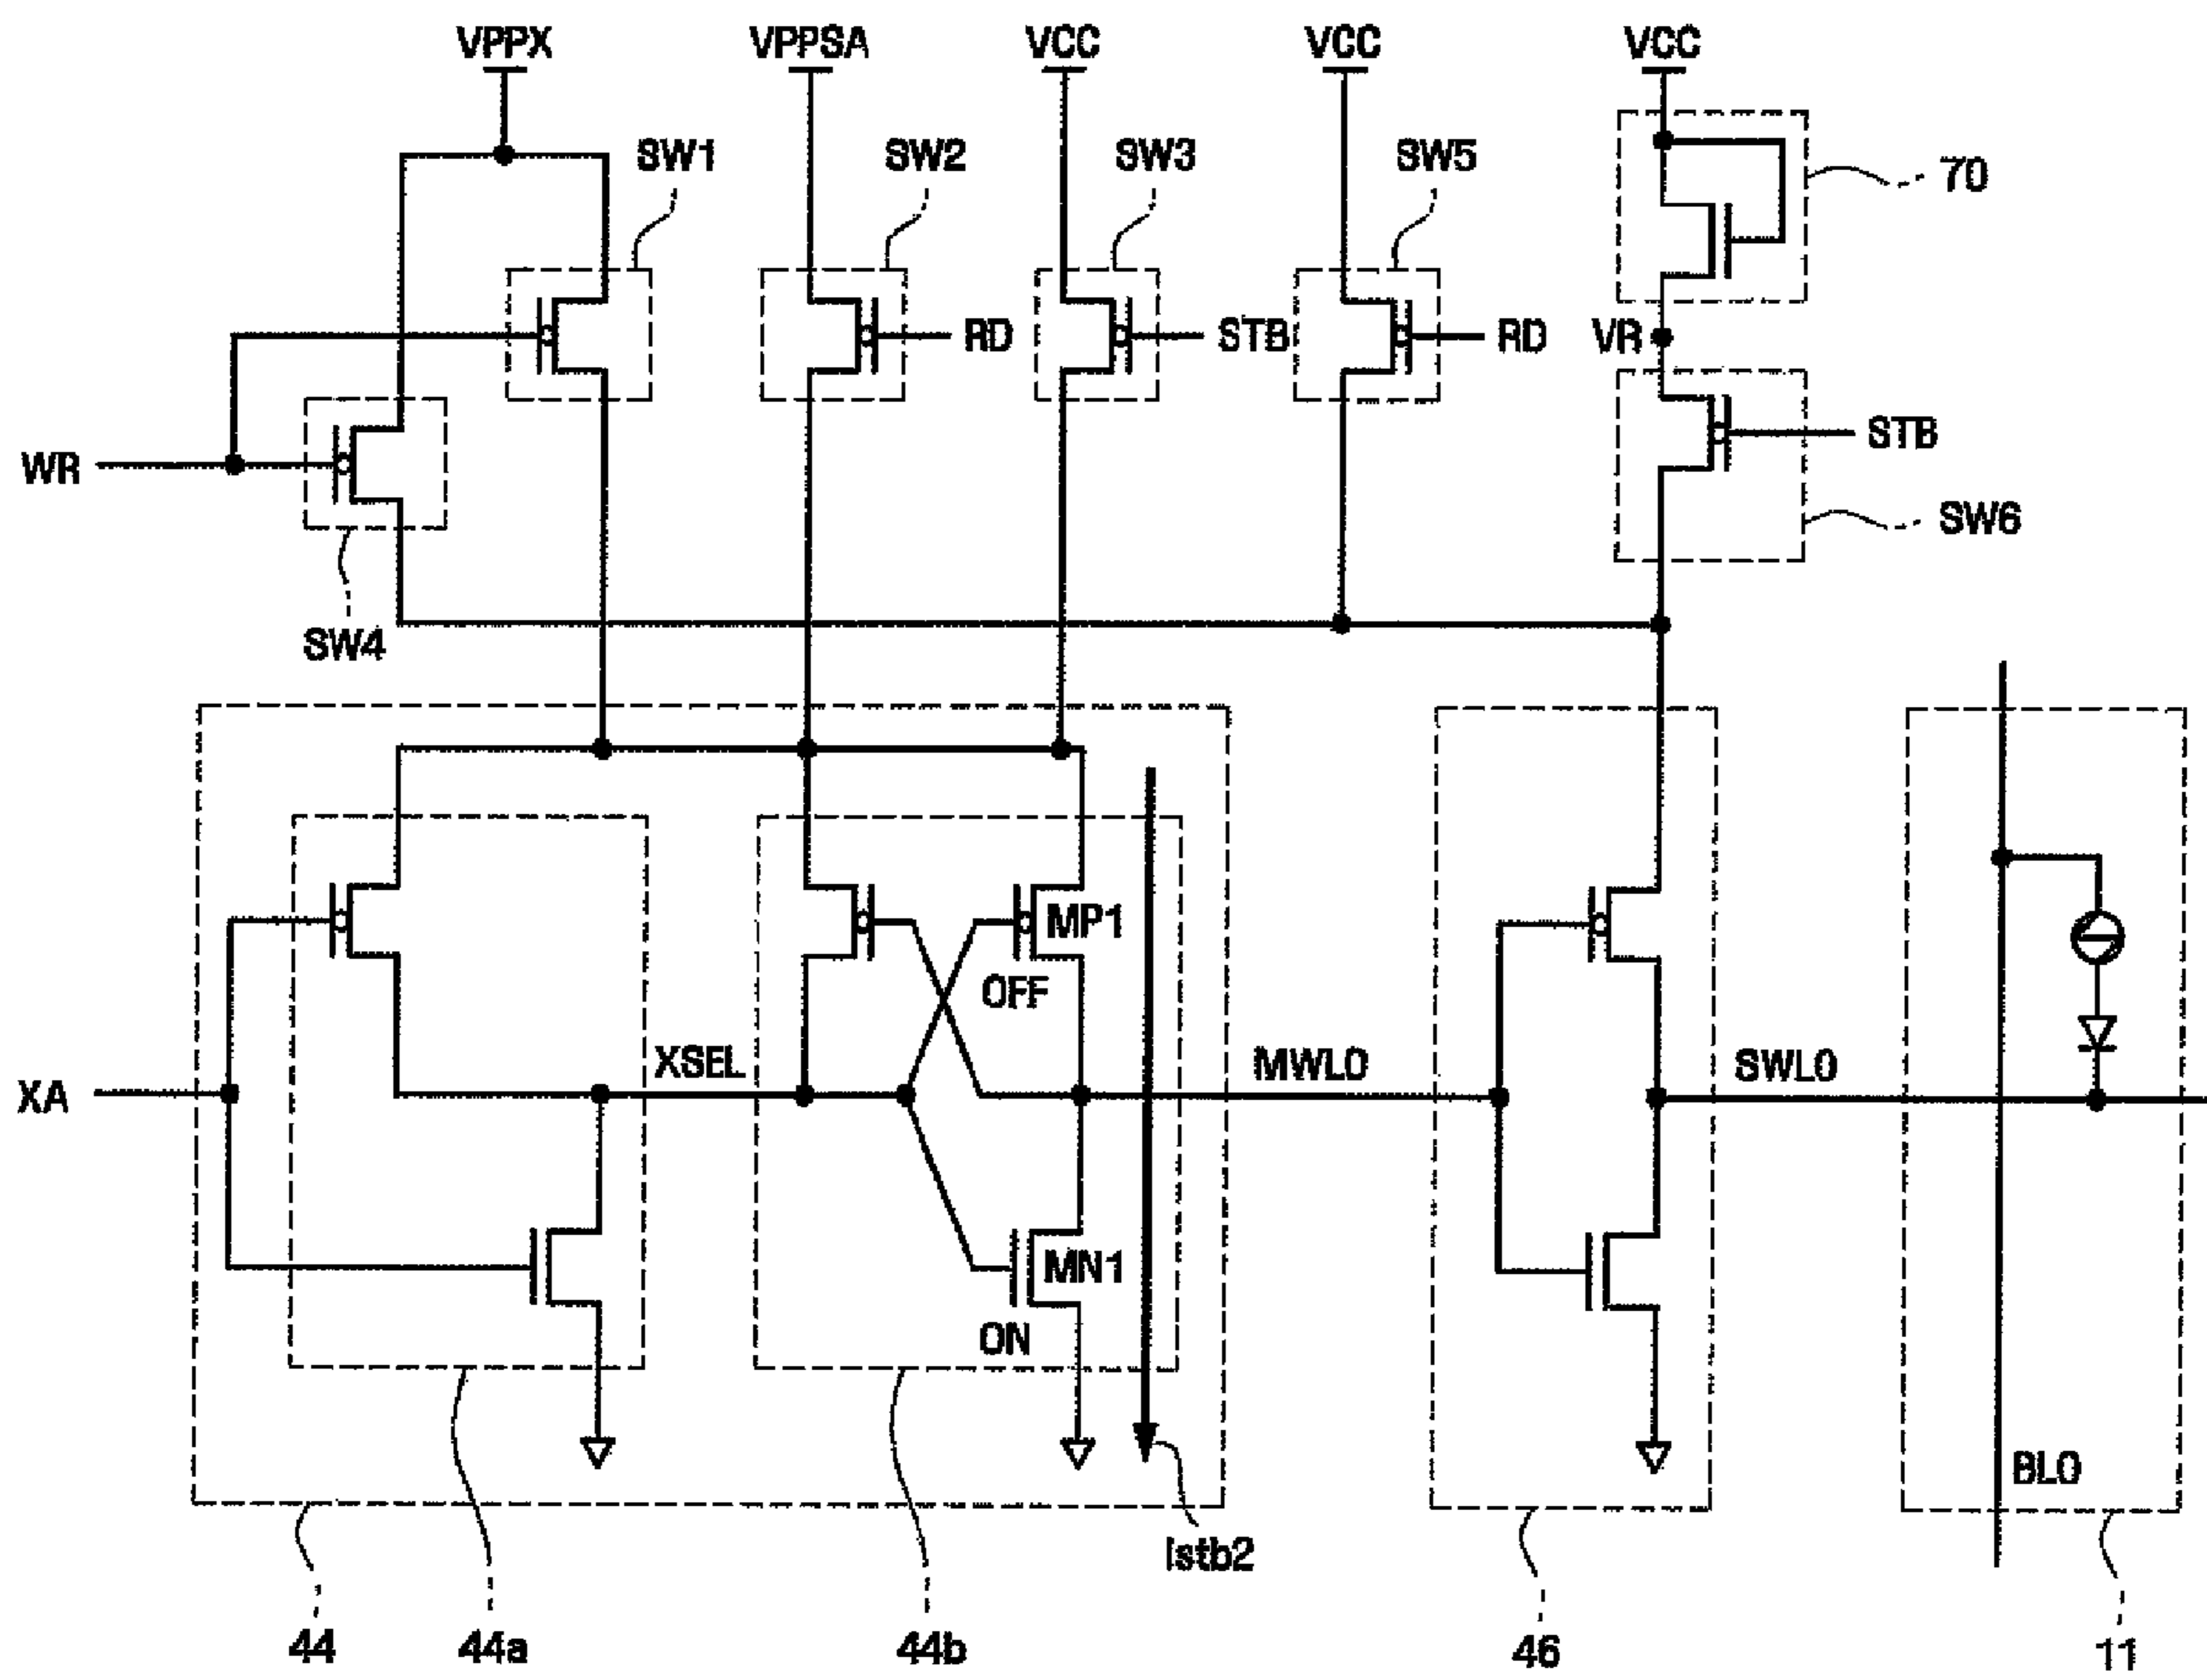 VPPX VPPSA VCC VCC VCC
SW1 SW2 SW3 SW5 70
RD STB RD VR
WR STB
SW6
SW4
MP1
OFF
XSEL MWL0 SWL0
XA
MN1
ON
BL0
Istb2
44 44a 44b 46 11